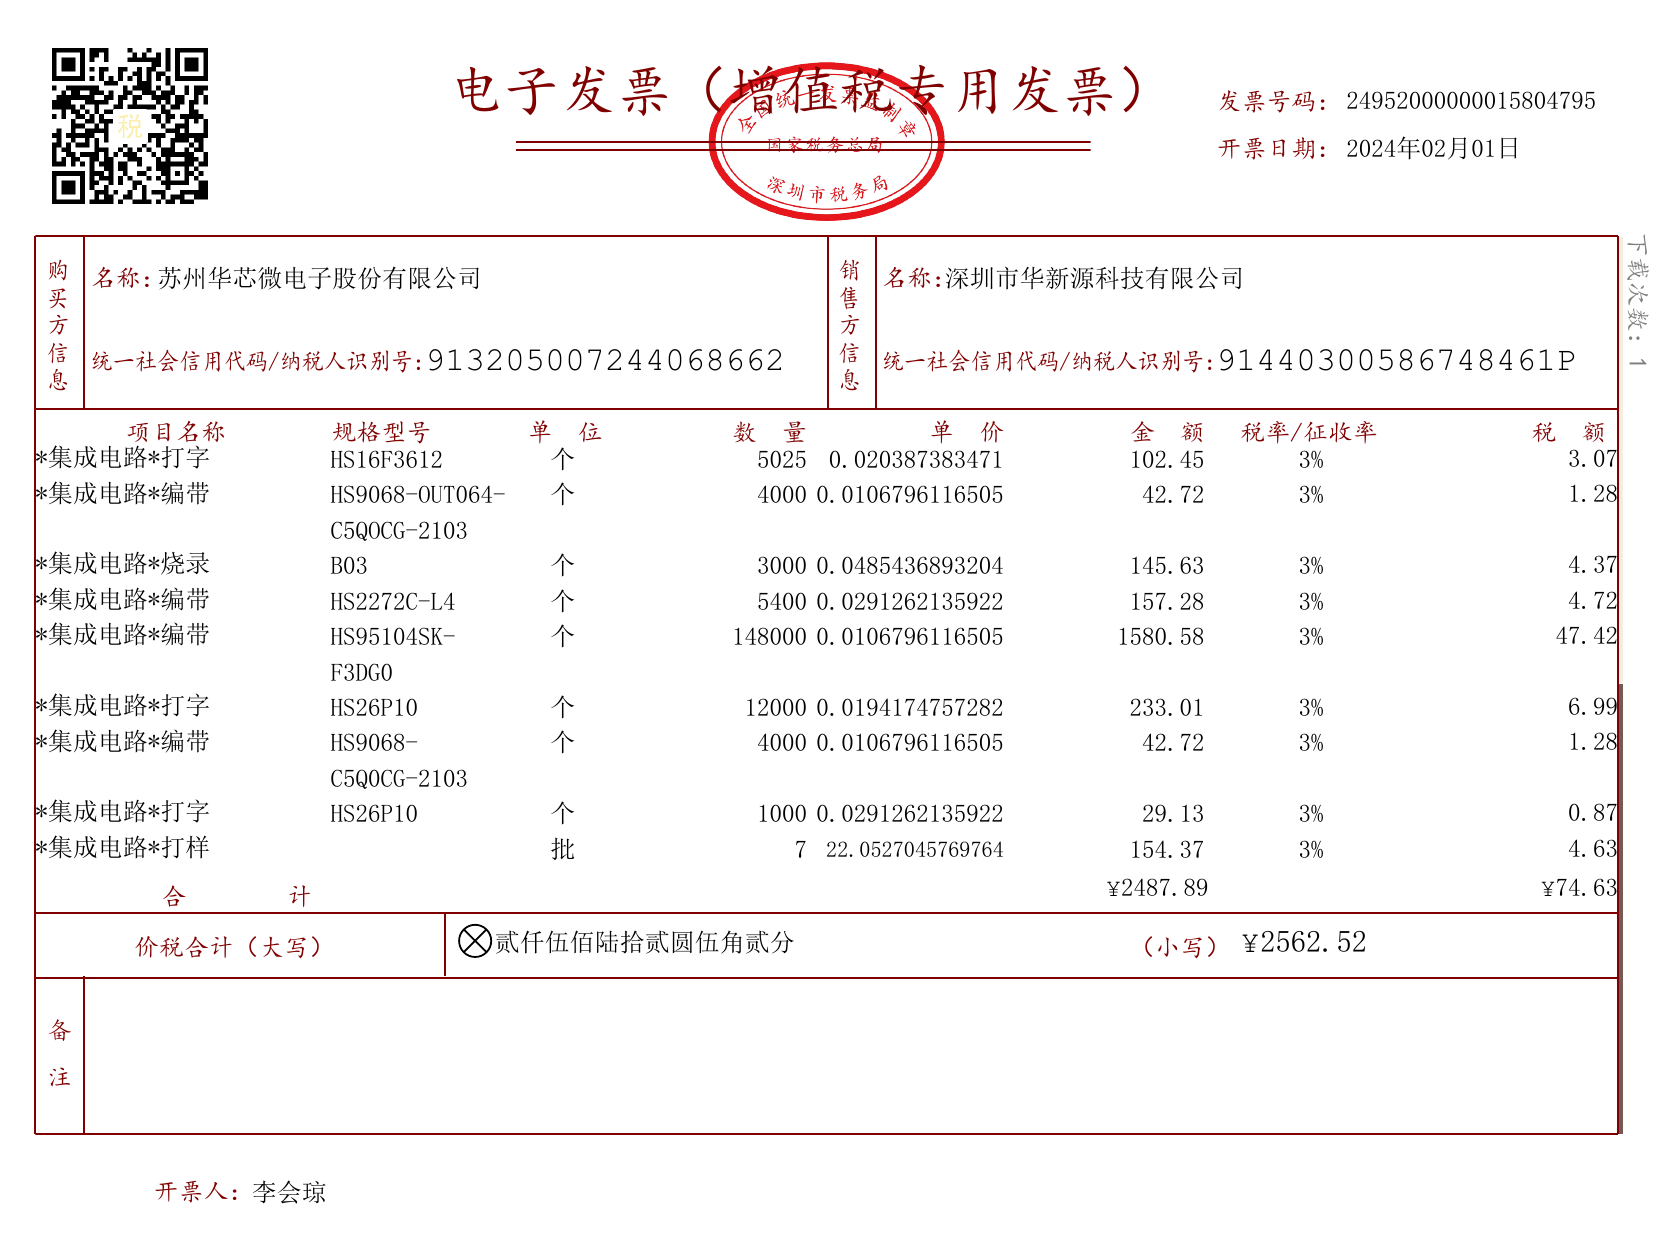 电子发票（增值税专用发票）
税
全国统一发票监制章
国家税务总局
深圳市税务局
发票号码：24952000000015804795
开票日期：2024年02月01日
下载次数：1
购买方信息
名称：苏州华芯微电子股份有限公司
统一社会信用代码/纳税人识别号：913205007244068662
销售方信息
名称：深圳市华新源科技有限公司
统一社会信用代码/纳税人识别号：91440300586748461P
项目名称 规格型号 单位 数量 单价 金额 税率/征收率 税额
*集成电路*打字 HS16F3612 个 5025 0.020387383471 102.45 3% 3.07
*集成电路*编带 HS9068-OUT064- 个 4000 0.0106796116505 42.72 3% 1.28
C5QOCG-2103
*集成电路*烧录 B03 个 3000 0.0485436893204 145.63 3% 4.37
*集成电路*编带 HS2272C-L4 个 5400 0.0291262135922 157.28 3% 4.72
*集成电路*编带 HS95104SK- 个 148000 0.0106796116505 1580.58 3% 47.42
F3DG0
*集成电路*打字 HS26P10 个 12000 0.0194174757282 233.01 3% 6.99
*集成电路*编带 HS9068- 个 4000 0.0106796116505 42.72 3% 1.28
C5Q0CG-2103
*集成电路*打字 HS26P10 个 1000 0.0291262135922 29.13 3% 0.87
*集成电路*打样 批 7 22.0527045769764 154.37 3% 4.63
合计 ¥2487.89 ¥74.63
价税合计（大写） 贰仟伍佰陆拾贰圆伍角贰分 （小写）¥2562.52
备注
开票人：李会琼